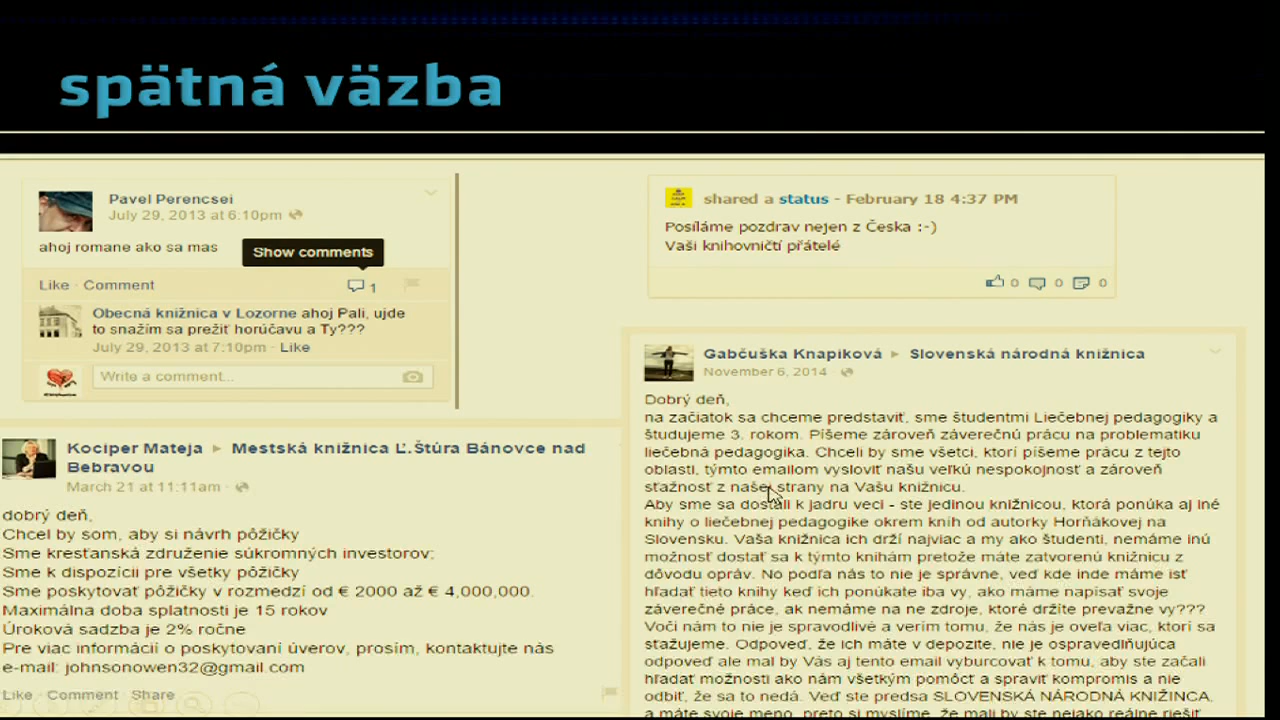 spätná väzba
Pavel Perencsei
July 29, 2013 at 6:10pm
ahoj romane ako sa mas
Show comments
Like · Comment
1
Obecná knižnica v Lozorne ahoj Pali, ujde
to snažím sa prežiť horúčavu a Ty???
July 29, 2013 at 7:10pm · Like
Write a comment...
shared a status - February 18 4:37 PM
Posíláme pozdrav nejen z Česka :-)
Vaši knihovničtí přátelé
0 0 0
Kociper Mateja ▸ Mestská knižnica Ľ.Štúra Bánovce nad
Bebravou
March 21 at 11:11am ·
dobrý deň,
Chcel by som, aby si návrh pôžičky
Sme kresťanská združenie súkromných investorov;
Sme k dispozícii pre všetky pôžičky
Sme poskytovať pôžičky v rozmedzí od € 2000 až € 4,000,000.
Maximálna doba splatnosti je 15 rokov
Úroková sadzba je 2% ročne
Pre viac informácií o poskytovaní úverov, prosím, kontaktujte nás
e-mail: johnsonowen32@gmail.com
Like · Comment · Share
Gabčuška Knapiková ▸ Slovenská národná knižnica
November 6, 2014 ·
Dobrý deň,
na začiatok sa chceme predstaviť, sme študentmi Liečebnej pedagogiky a
študujeme 3. rokom. Píšeme zároveň záverečnú prácu na problematiku
liečebná pedagogika. Chceli by sme všetci, ktorí píšeme prácu z tejto
oblasti, týmto emailom vysloviť našu veľkú nespokojnosť a zároveň
sťažnosť z našej strany na Vašu knižnicu.
Aby sme sa dostali k jadru veci - ste jedinou knižnicou, ktorá ponúka aj iné
knihy o liečebnej pedagogike okrem kníh od autorky Horňákovej na
Slovensku. Vaša knižnica ich drží najviac a my ako študenti, nemáme inú
možnosť dostať sa k týmto knihám pretože máte zatvorenú knižnicu z
dôvodu opráv. No podľa nás to nie je správne, veď kde inde máme isť
hľadať tieto knihy keď ich ponúkate iba vy, ako máme napísať svoje
záverečné práce, ak nemáme na ne zdroje, ktoré držíte prevažne vy???
Voči nám to nie je spravodlivé a verím tomu, že nás je oveľa viac, ktorí sa
sťažujeme. Odpoveď, že ich máte v depozite, nie je ospravedlňujúca
odpoveď ale mal by Vás aj tento email vyburcovať k tomu, aby ste začali
hľadať možnosti ako nám všetkým pomôcť a spraviť kompromis a nie
odbiť, že sa to nedá. Veď ste predsa SLOVENSKÁ NÁRODNÁ KNIŽNICA,
a máte svoje meno, preto si myslíme, že mali by ste nejako reálne riešiť